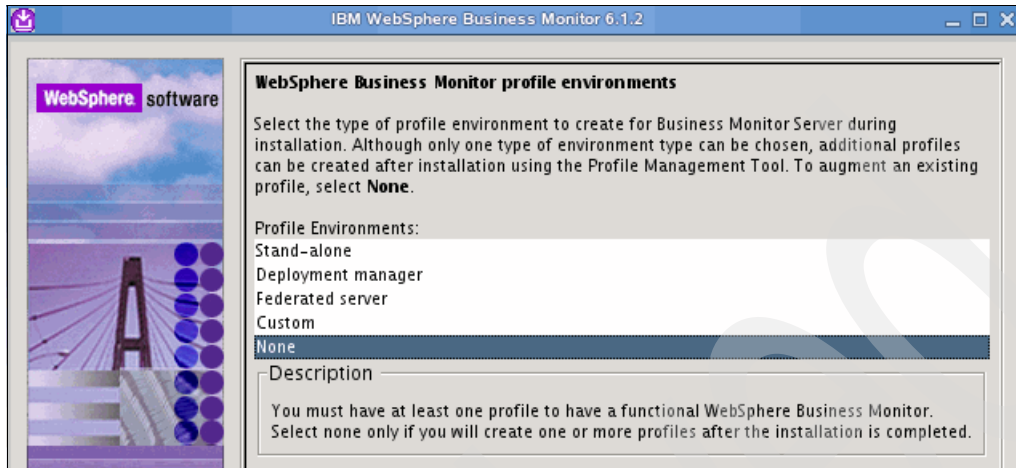 IBM WebSphere Business Monitor 6.1.2
WebSphere software
WebSphere Business Monitor profile environments
Select the type of profile environment to create for Business Monitor Server during
installation. Although only one type of environment type can be chosen, additional profiles
can be created after installation using the Profile Management Tool. To augment an existing
profile, select None.
Profile Environments:
Stand-alone
Deployment manager
Federated server
Custom
None
Description
You must have at least one profile to have a functional WebSphere Business Monitor.
Select none only if you will create one or more profiles after the installation is completed.